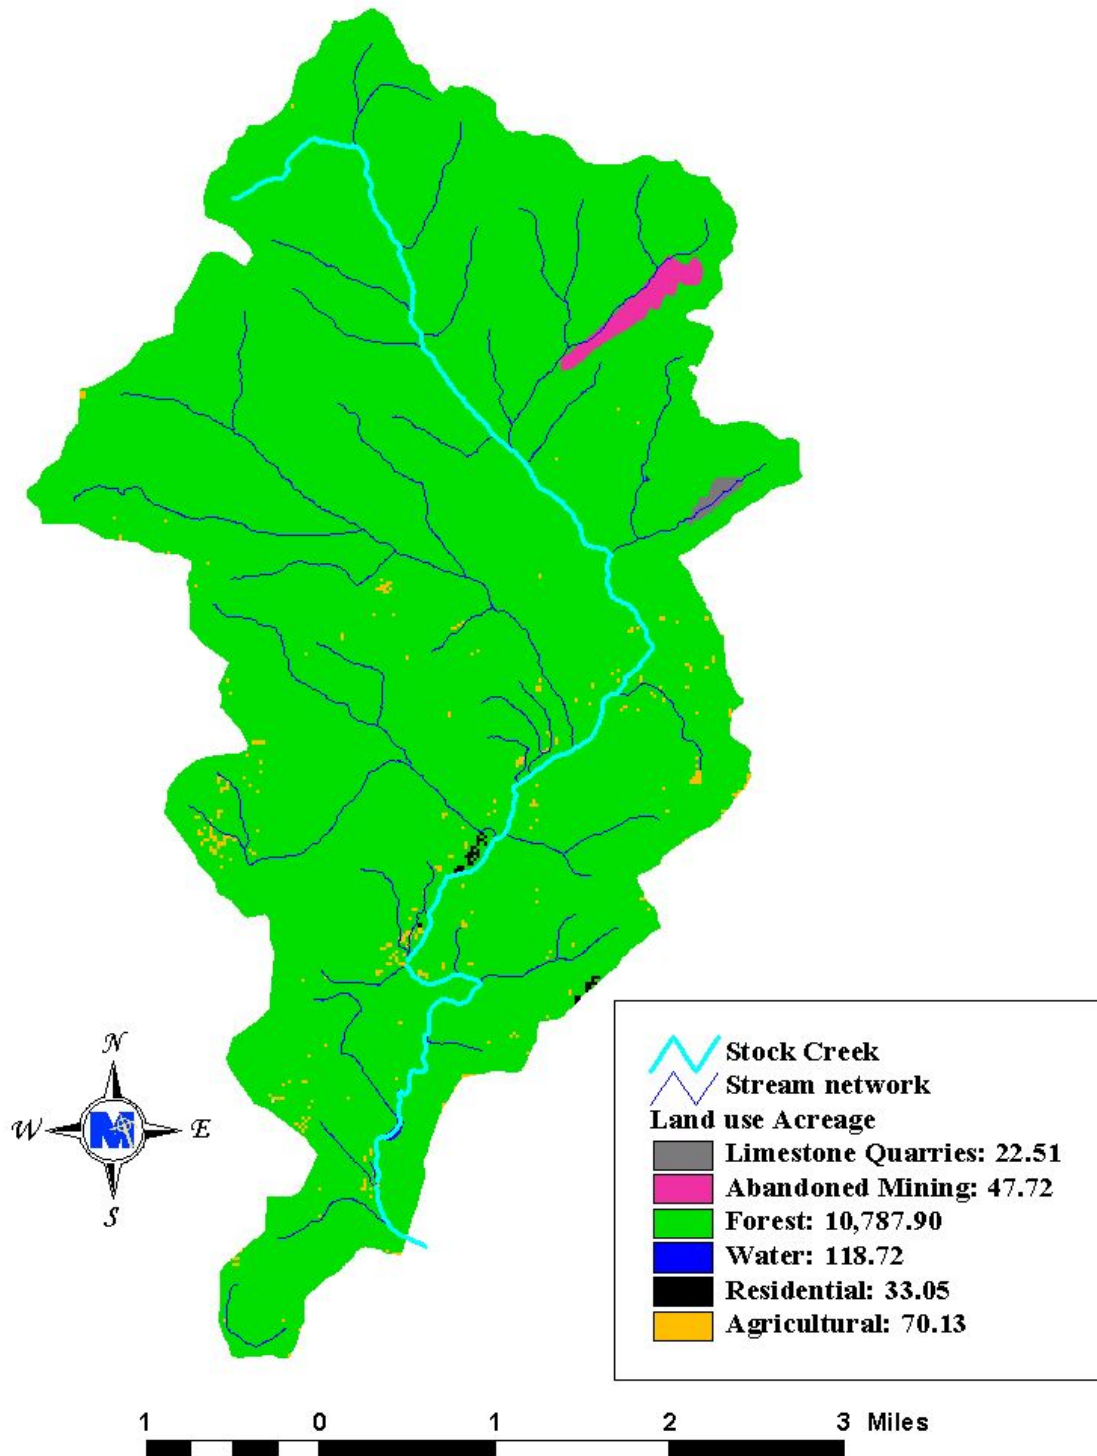 N
W
E
S
M
Stock Creek
Stream network
Land use Acreage
Limestone Quarries: 22.51
Abandoned Mining: 47.72
Forest: 10,787.90
Water: 118.72
Residential: 33.05
Agricultural: 70.13
1 0 1 2 3 Miles